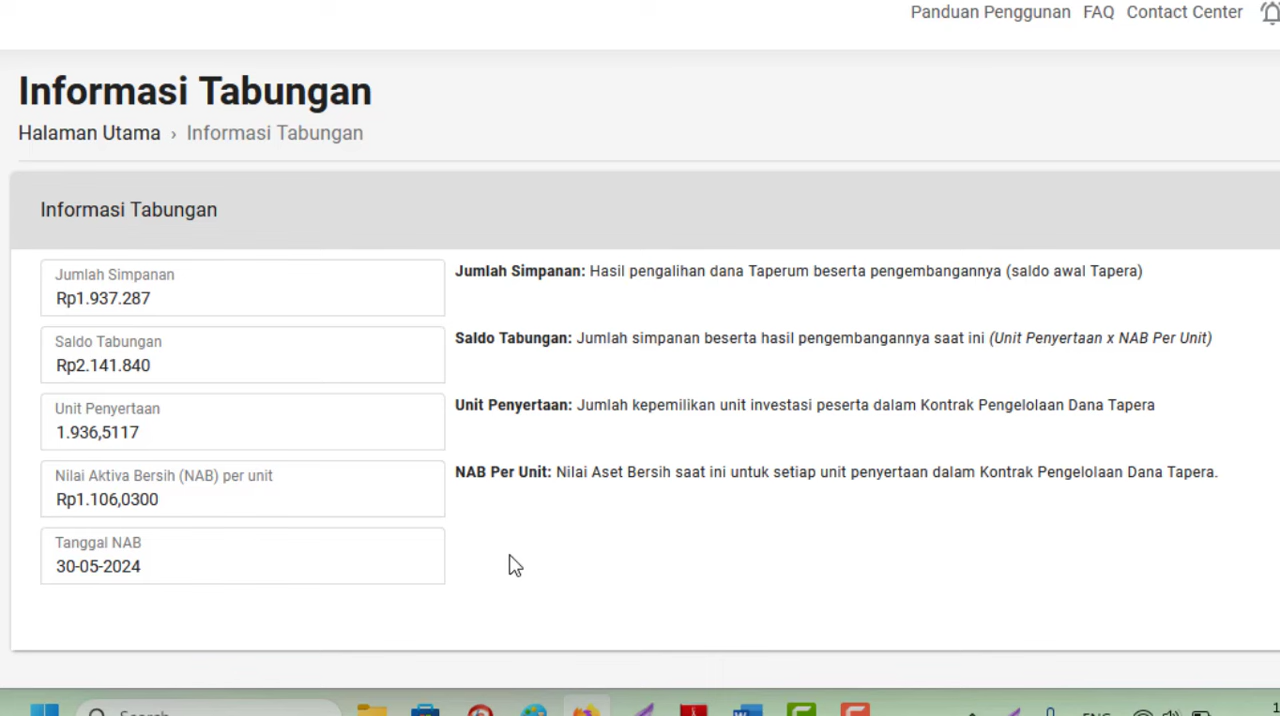 Panduan Penggunan FAQ Contact Center
Informasi Tabungan
Halaman Utama › Informasi Tabungan
Informasi Tabungan
Jumlah Simpanan
Rp1.937.287
Jumlah Simpanan: Hasil pengalihan dana Taperum beserta pengembangannya (saldo awal Tapera)
Saldo Tabungan
Rp2.141.840
Saldo Tabungan: Jumlah simpanan beserta hasil pengembangannya saat ini (Unit Penyertaan x NAB Per Unit)
Unit Penyertaan
1.936,5117
Unit Penyertaan: Jumlah kepemilikan unit investasi peserta dalam Kontrak Pengelolaan Dana Tapera
Nilai Aktiva Bersih (NAB) per unit
Rp1.106,0300
NAB Per Unit: Nilai Aset Bersih saat ini untuk setiap unit penyertaan dalam Kontrak Pengelolaan Dana Tapera.
Tanggal NAB
30-05-2024
Search
ENG